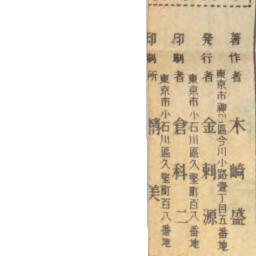 著作者 木崎盛
東京市神田區今川小路壹丁目五番地
發行者 金刺源
東京市小石川區久堅町百八番地
印刷者 倉科二
東京市小石川區久堅町百八番地
印刷所 精美